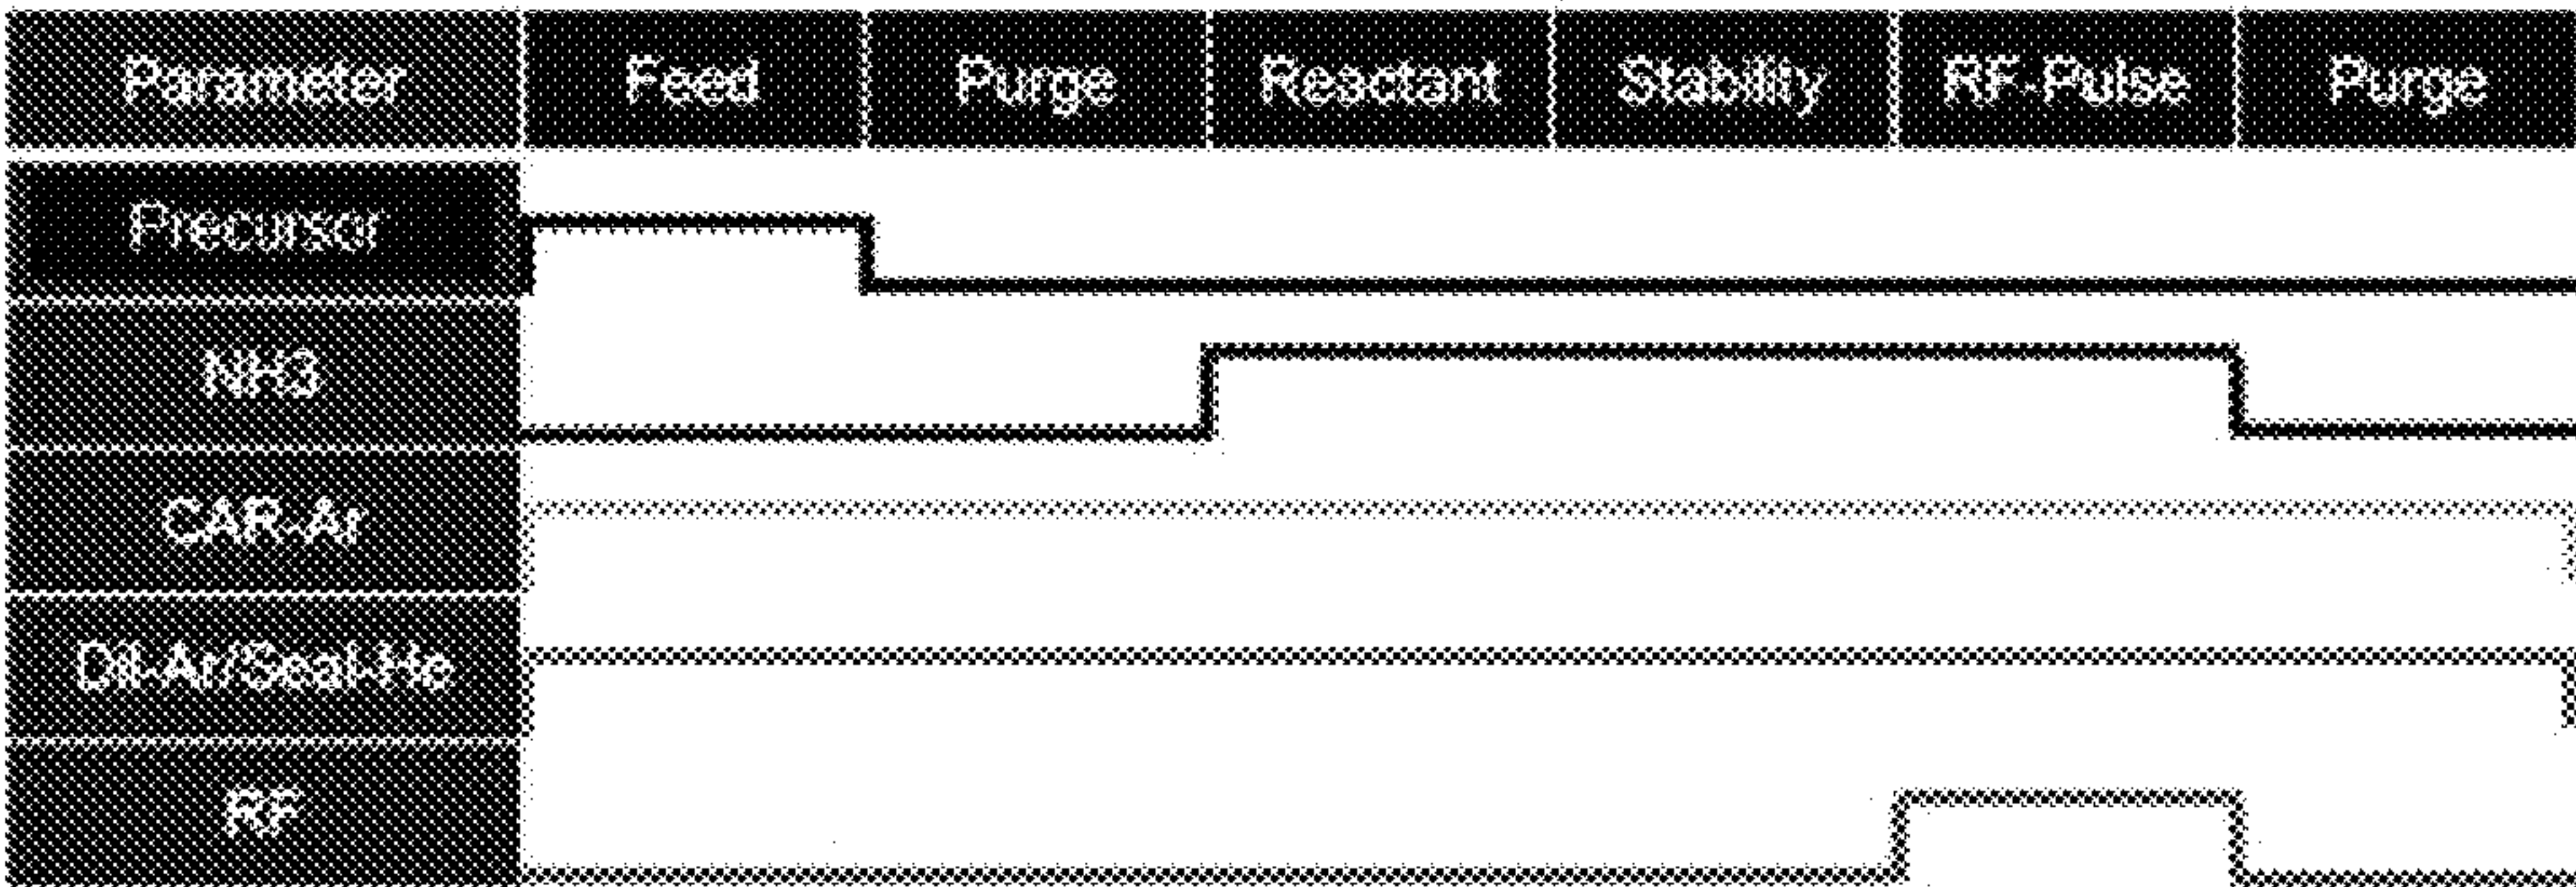 Parameter Feed Purge Reactant Stability RF-Pulse Purge
Precursor
NH3
CAR-Ar
Dil-Ar/Seal-He
RF